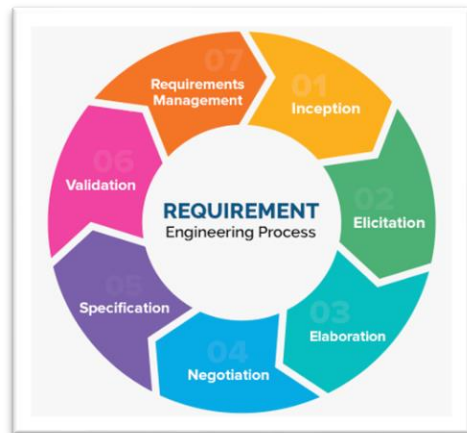 REQUIREMENT
Engineering Process
01
Inception
02
Elicitation
03
Elaboration
04
Negotiation
05
Specification
06
Validation
07
Requirements
Management